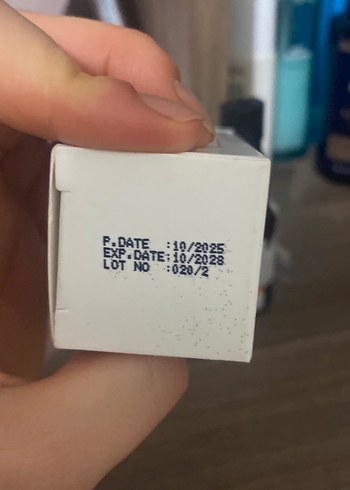 P.DATE :10/2025
EXP.DATE:10/2028
LOT NO :020/2